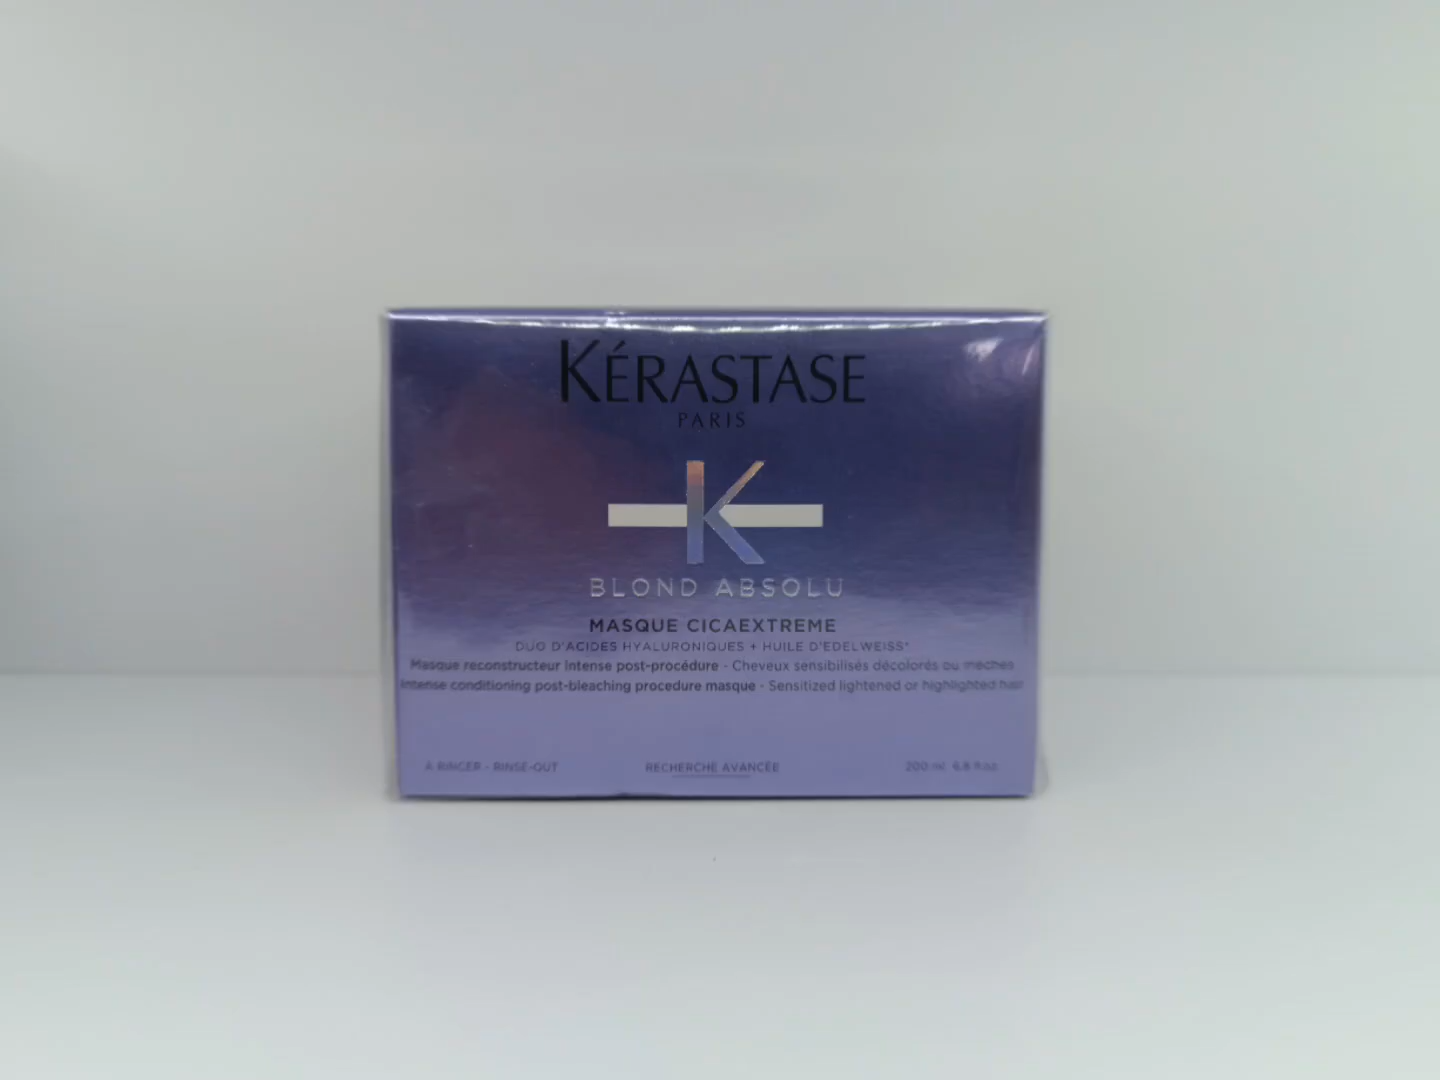 KÉRASTASE
PARIS
K
BLOND ABSOLU
MASQUE CICAEXTREME
DUO D'ACIDES HYALURONIQUES + HUILE D'EDELWEISS*
Masque reconstructeur intense post-procédure - Cheveux sensibilisés décolorés ou méchés
Intense conditioning post-bleaching procedure masque - Sensitized lightened or highlighted hair
À RINCER - RINSE-OUT
RECHERCHE AVANCÉE
200 ml 6.8 fl.oz